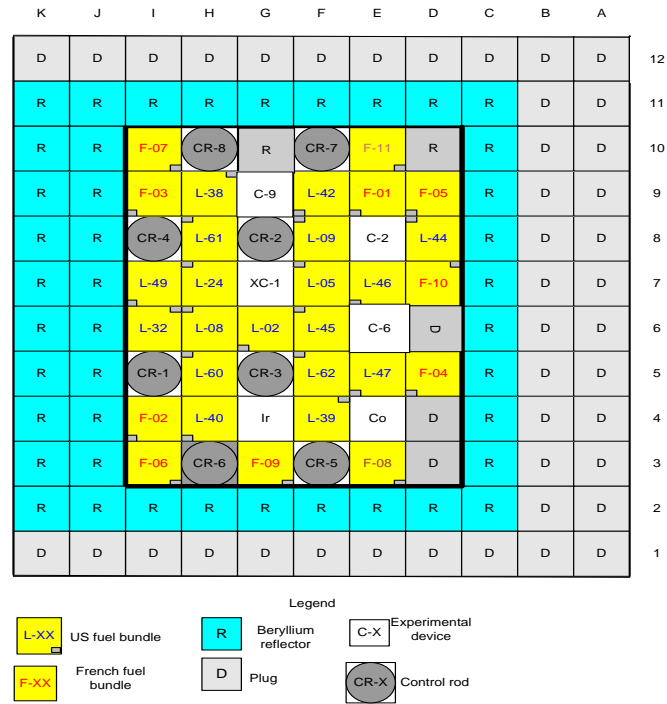 K J I H G F E D C B A
D D D D D D D D D D D 12
R R R R R R R R R D D 11
R R F-07 CR-8 R CR-7 F-11 R R D D 10
R R F-03 L-38 C-9 L-42 F-01 F-05 R D D 9
R R CR-4 L-61 CR-2 L-09 C-2 L-44 R D D 8
R R L-49 L-24 XC-1 L-05 L-46 F-10 R D D 7
R R L-32 L-08 L-02 L-45 C-6 D R D D 6
R R CR-1 L-60 CR-3 L-62 L-47 F-04 R D D 5
R R F-02 L-40 Ir L-39 Co D R D D 4
R R F-06 CR-6 F-09 CR-5 F-08 D R D D 3
R R R R R R R R R D D 2
D D D D D D D D D D D 1
Legend
L-XX US fuel bundle
R Beryllium
reflector
C-X Experimental
device
F-XX French fuel
bundle
D Plug
CR-X Control rod